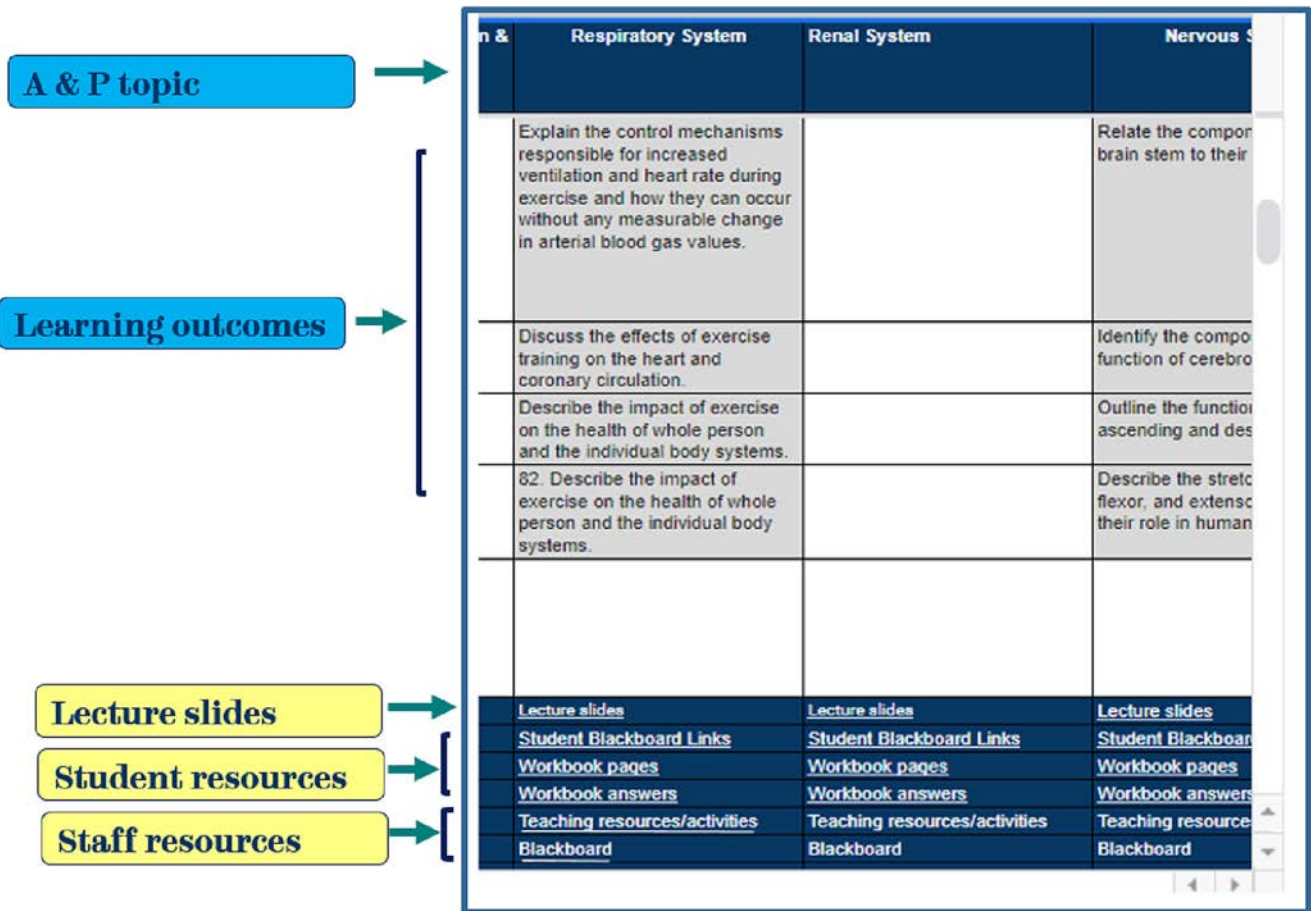 A & P topic
Learning outcomes
Lecture slides
Student resources
Staff resources
n &
Respiratory System
Renal System
Nervous S
Explain the control mechanisms
responsible for increased
ventilation and heart rate during
exercise and how they can occur
without any measurable change
in arterial blood gas values.
Relate the compon
brain stem to their
Discuss the effects of exercise
training on the heart and
coronary circulation.
Identify the compo
function of cerebro
Describe the impact of exercise
on the health of whole person
and the individual body systems.
Outline the function
ascending and des
82. Describe the impact of
exercise on the health of whole
person and the individual body
systems.
Describe the stretc
flexor, and extenso
their role in human
Lecture slides
Lecture slides
Lecture slides
Student Blackboard Links
Student Blackboard Links
Student Blackboar
Workbook pages
Workbook pages
Workbook pages
Workbook answers
Workbook answers
Workbook answers
Teaching resources/activities
Teaching resources/activities
Teaching resource
Blackboard
Blackboard
Blackboard